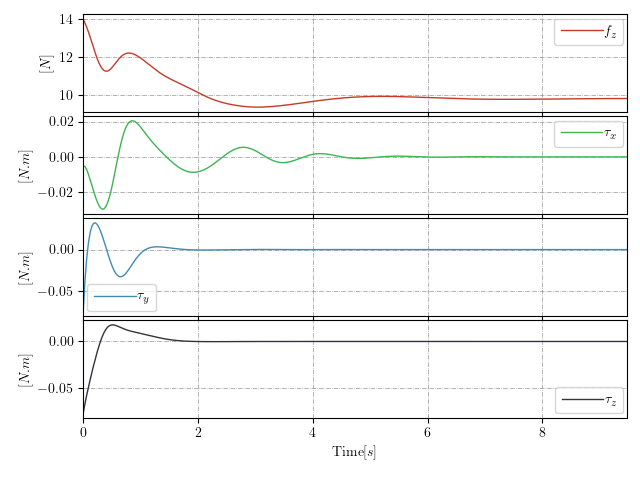 14
12
10
[N]
f_z
0.02
0.00
−0.02
[N.m]
τ_x
0.00
−0.05
[N.m]
τ_y
0.00
−0.05
[N.m]
τ_z
0 2 4 6 8
Time[s]